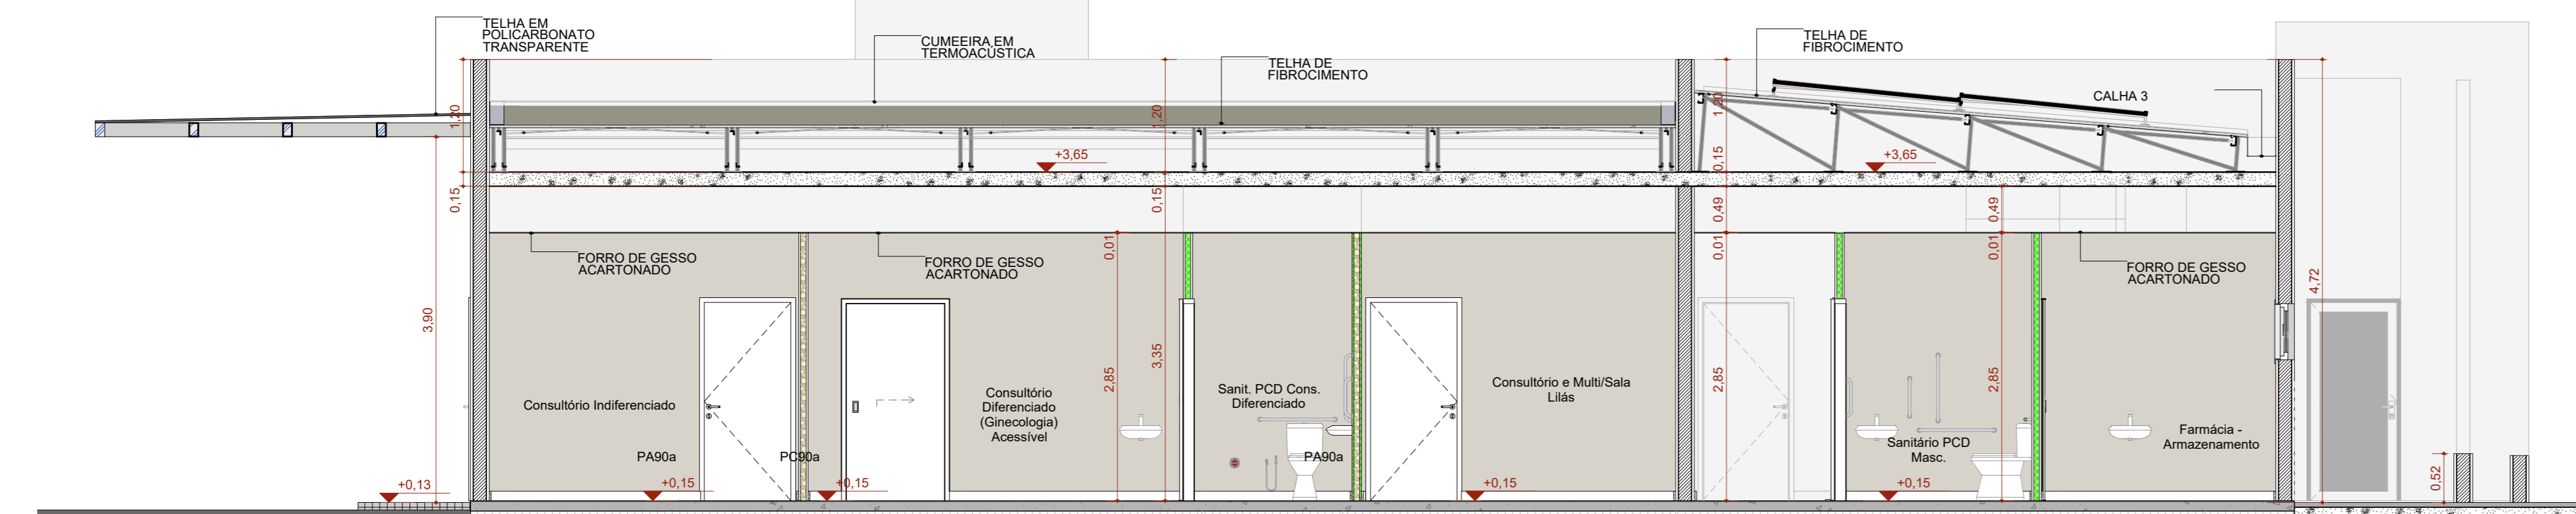 TELHA EM
POLICARBONATO
TRANSPARENTE
CUMEEIRA EM
TERMOACÚSTICA
TELHA DE
FIBROCIMENTO
TELHA DE
FIBROCIMENTO
CALHA 3
1,20
1,20
1,20
+3,65
+3,65
0,15
0,15
0,15
0,49
0,49
0,01
0,01
0,01
FORRO DE GESSO
ACARTONADO
FORRO DE GESSO
ACARTONADO
FORRO DE GESSO
ACARTONADO
4,72
3,90
2,85
3,35
2,85
2,85
Consultório Indiferenciado
Consultório
Diferenciado
(Ginecologia)
Acessível
Sanit. PCD Cons.
Diferenciado
Consultório e Multi/Sala
Lilás
Sanitário PCD
Masc.
Farmácia -
Armazenamento
PA90a
PC90a
PA90a
+0,13
+0,15
+0,15
+0,15
+0,15
0,52